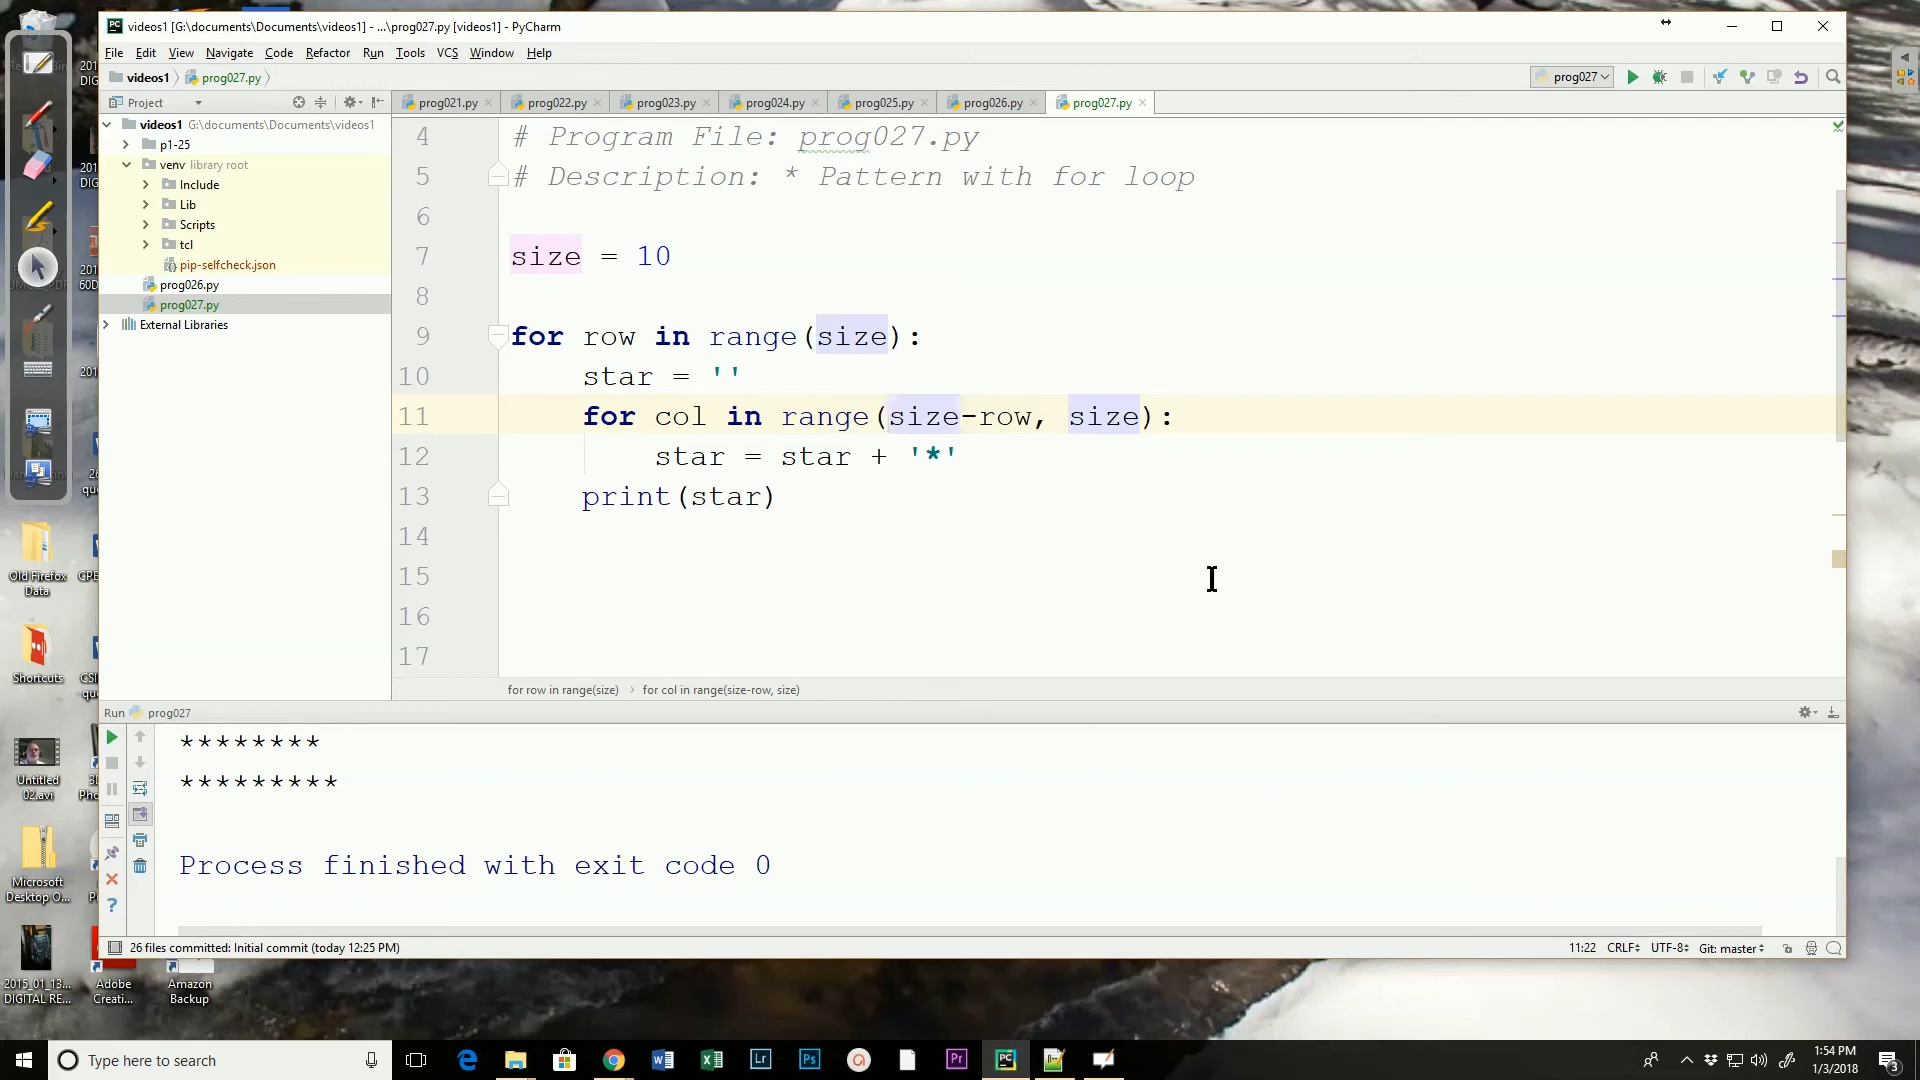 videos1 [G:\documents\Documents\videos1] - ...\prog027.py [videos1] - PyCharm
File Edit View Navigate Code Refactor Run Tools VCS Window Help
videos1 prog027.py
prog027
Project
prog021.py prog022.py prog023.py prog024.py prog025.py prog026.py prog027.py
videos1 G:\documents\Documents\videos1
p1-25
venv library root
Include
Lib
Scripts
tcl
pip-selfcheck.json
prog026.py
prog027.py
External Libraries
4 # Program File: prog027.py
5 # Description: * Pattern with for loop
6
7 size = 10
8
9 for row in range(size):
10 star = ''
11 for col in range(size-row, size):
12 star = star + '*'
13 print(star)
14
15
16
17
for row in range(size) › for col in range(size-row, size)
Run prog027
********
*********
Process finished with exit code 0
26 files committed: Initial commit (today 12:25 PM)
11:22 CRLF UTF-8 Git: master
Old Firefox
Data
Shortcuts
Untitled
02.avi
Microsoft
Desktop O...
2015_01_13...
DIGITAL RE...
Adobe
Creati...
Amazon
Backup
Type here to search
Lr Ps Pr PC
1:54 PM
1/3/2018
3